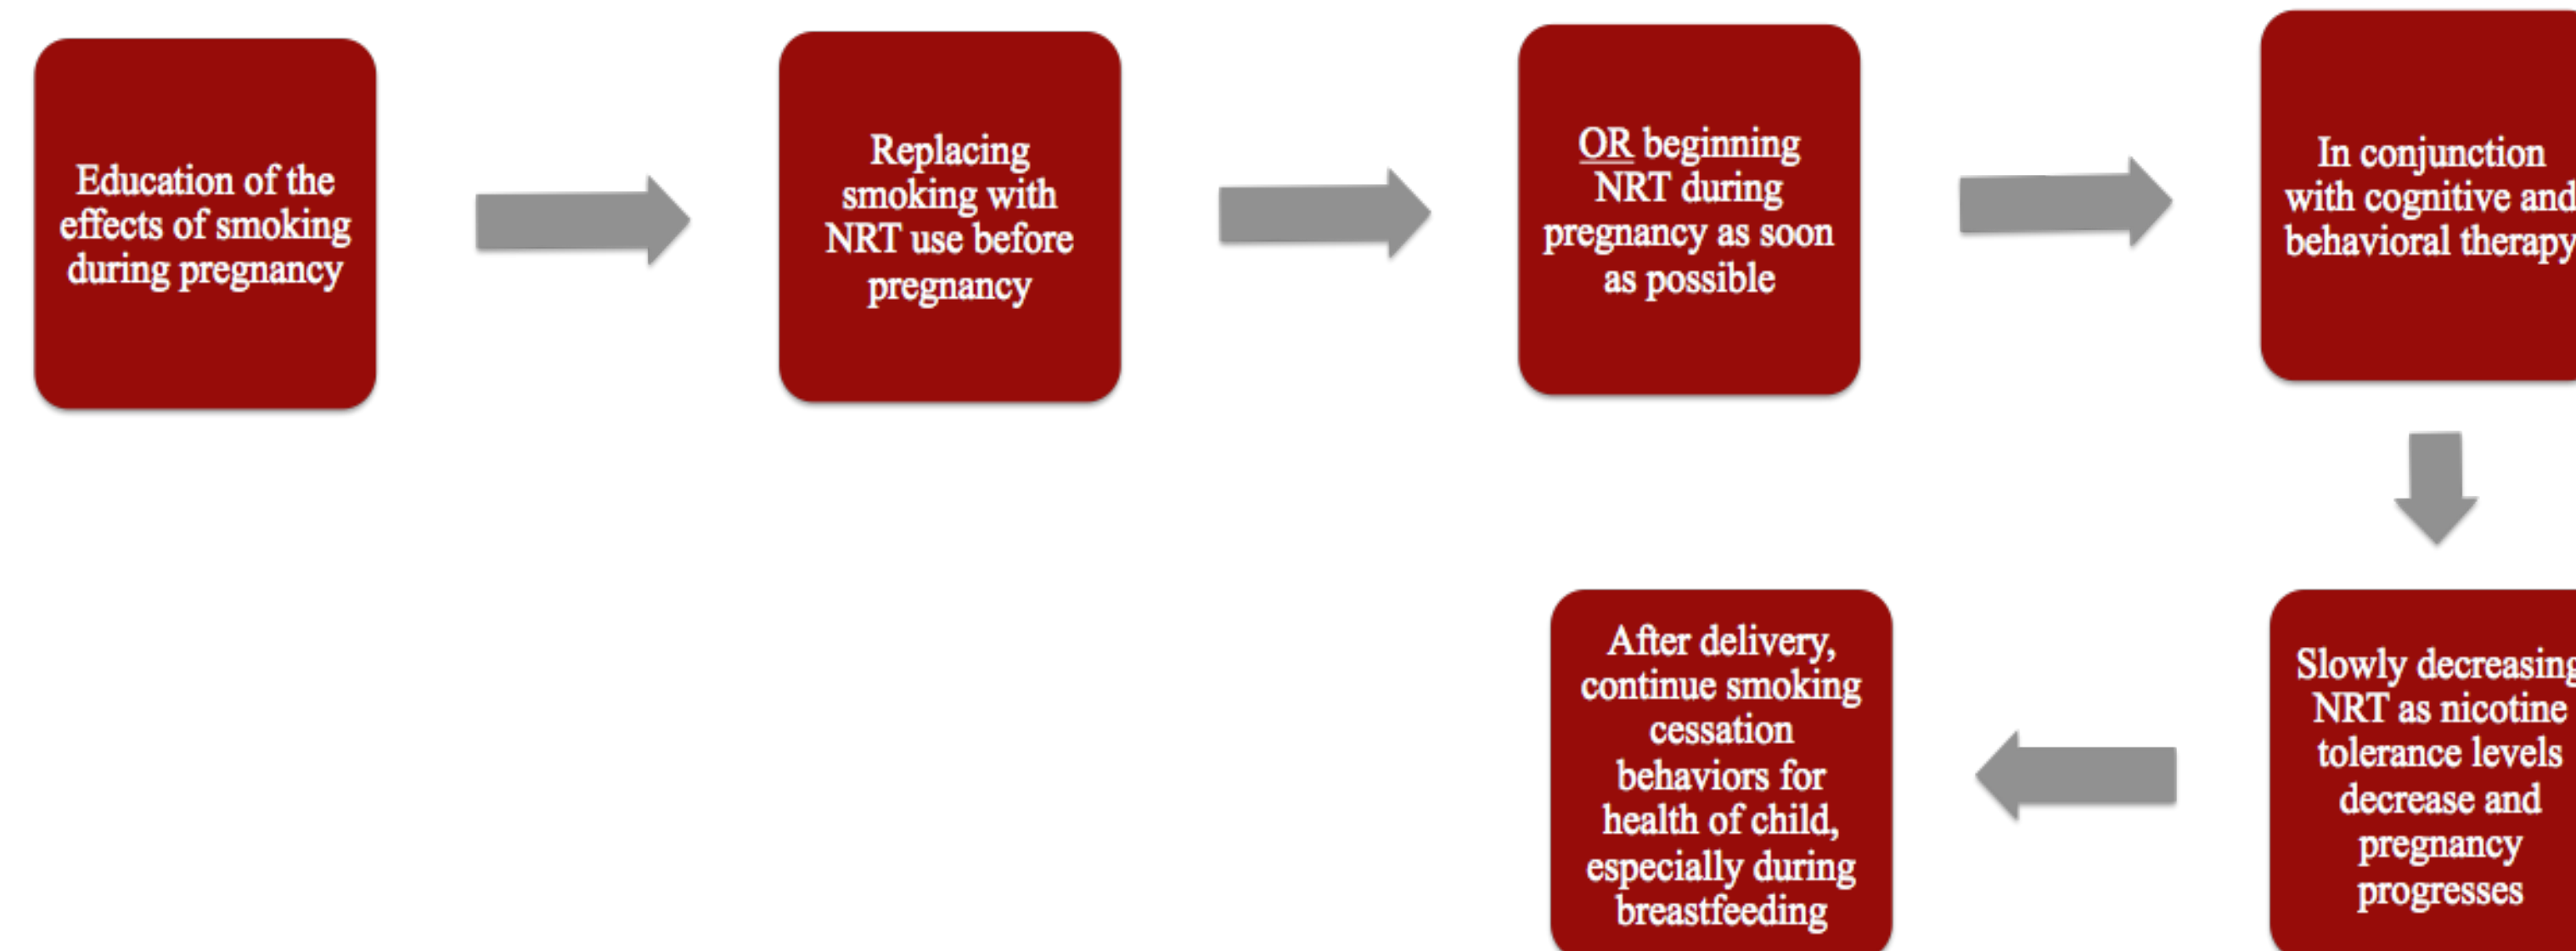 Education of the
effects of smoking
during pregnancy
Replacing
smoking with
NRT use before
pregnancy
OR beginning
NRT during
pregnancy as soon
as possible
In conjunction
with cognitive and
behavioral therapy
Slowly decreasing
NRT as nicotine
tolerance levels
decrease and
pregnancy
progresses
After delivery,
continue smoking
cessation
behaviors for
health of child,
especially during
breastfeeding